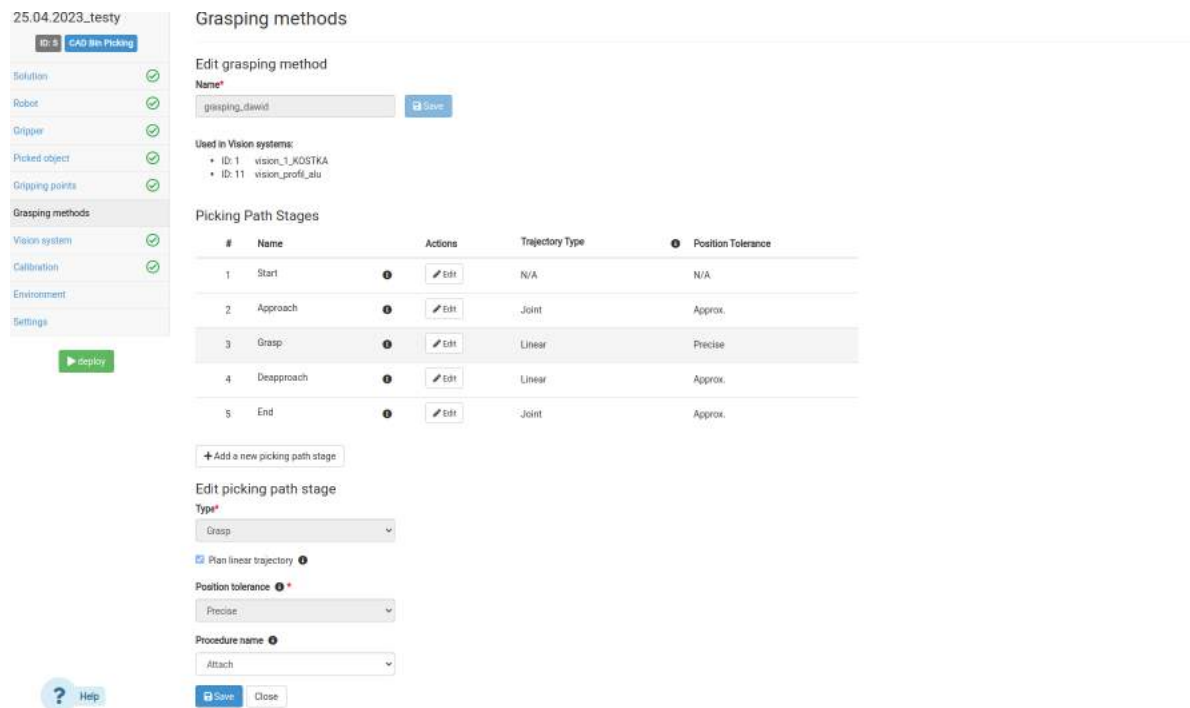 25.04.2023_testy
ID: 5 CAD Bin Picking
Solution
Robot
Gripper
Picked object
Gripping points
Grasping methods
Vision system
Calibration
Environment
Settings
deploy
? Help
Grasping methods
Edit grasping method
Name*
grasping_dawid Save
Used in Vision systems:
• ID: 1 vision_1_KOSTKA
• ID: 11 vision_profil_alu
Picking Path Stages
# Name Actions Trajectory Type Position Tolerance
1 Start Edit N/A N/A
2 Approach Edit Joint Approx.
3 Grasp Edit Linear Precise
4 Deapproach Edit Linear Approx.
5 End Edit Joint Approx.
+ Add a new picking path stage
Edit picking path stage
Type*
Grasp
Plan linear trajectory
Position tolerance *
Precise
Procedure name
Attach
Save Close